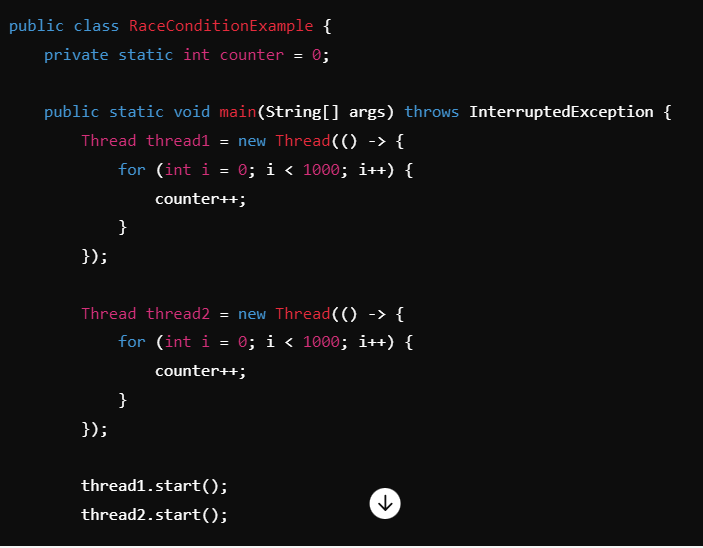 public class RaceConditionExample {
    private static int counter = 0;

    public static void main(String[] args) throws InterruptedException {
        Thread thread1 = new Thread(() -> {
            for (int i = 0; i < 1000; i++) {
                counter++;
            }
        });

        Thread thread2 = new Thread(() -> {
            for (int i = 0; i < 1000; i++) {
                counter++;
            }
        });

        thread1.start();
        thread2.start();